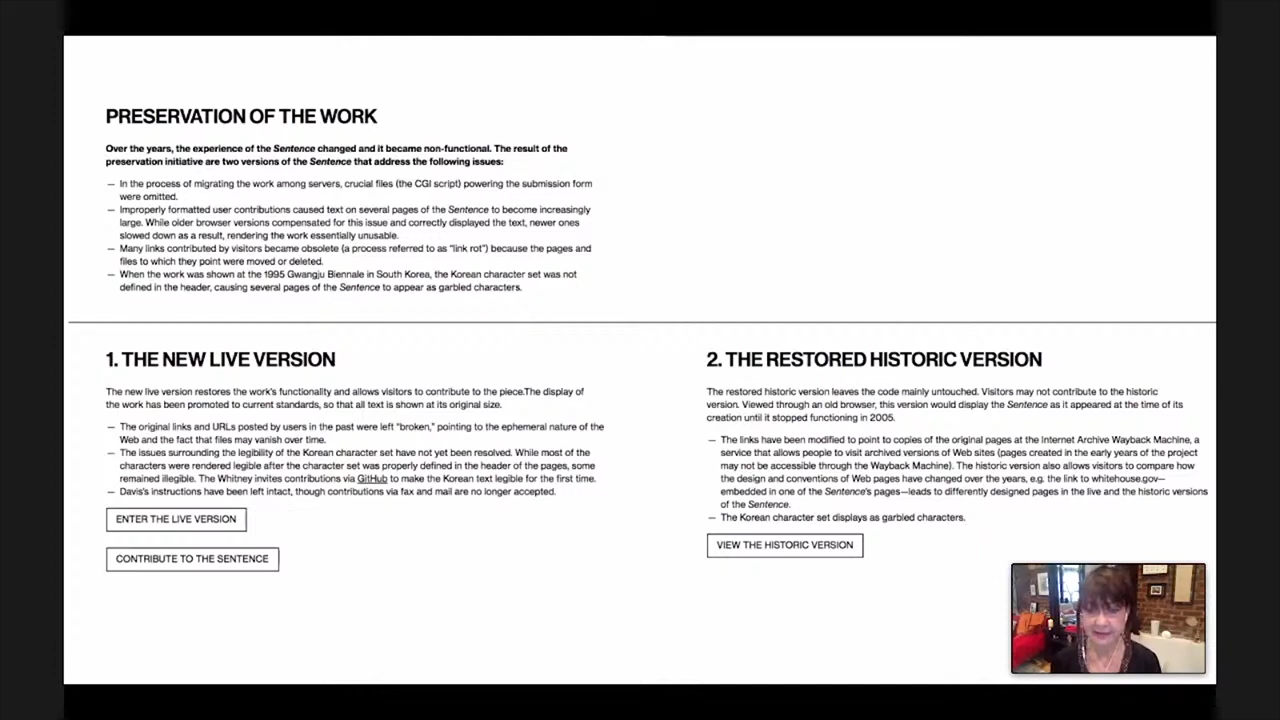 PRESERVATION OF THE WORK
Over the years, the experience of the Sentence changed and it became non-functional. The result of the
preservation initiative are two versions of the Sentence that address the following issues:
— In the process of migrating the work among servers, crucial files (the CGI script) powering the submission form
were omitted.
— Improperly formatted user contributions caused text on several pages of the Sentence to become increasingly
large. While older browser versions compensated for this issue and correctly displayed the text, newer ones
slowed down as a result, rendering the work essentially unusable.
— Many links contributed by visitors became obsolete (a process referred to as "link rot") because the pages and
files to which they point were moved or deleted.
— When the work was shown at the 1995 Gwangju Biennale in South Korea, the Korean character set was not
defined in the header, causing several pages of the Sentence to appear as garbled characters.
1. THE NEW LIVE VERSION
The new live version restores the work's functionality and allows visitors to contribute to the piece.The display of
the work has been promoted to current standards, so that all text is shown at its original size.
— The original links and URLs posted by users in the past were left "broken," pointing to the ephemeral nature of the
Web and the fact that files may vanish over time.
— The issues surrounding the legibility of the Korean character set have not yet been resolved. While most of the
characters were rendered legible after the character set was properly defined in the header of the pages, some
remained illegible. The Whitney invites contributions via GitHub to make the Korean text legible for the first time.
— Davis's instructions have been left intact, though contributions via fax and mail are no longer accepted.
ENTER THE LIVE VERSION
CONTRIBUTE TO THE SENTENCE
2. THE RESTORED HISTORIC VERSION
The restored historic version leaves the code mainly untouched. Visitors may not contribute to the historic
version. Viewed through an old browser, this version would display the Sentence as it appeared at the time of its
creation until it stopped functioning in 2005.
— The links have been modified to point to copies of the original pages at the Internet Archive Wayback Machine, a
service that allows people to visit archived versions of Web sites (pages created in the early years of the project
may not be accessible through the Wayback Machine). The historic version also allows visitors to compare how
the design and conventions of Web pages have changed over the years, e.g. the link to whitehouse.gov—
embedded in one of the Sentence's pages—leads to differently designed pages in the live and the historic versions
of the Sentence.
— The Korean character set displays as garbled characters.
VIEW THE HISTORIC VERSION